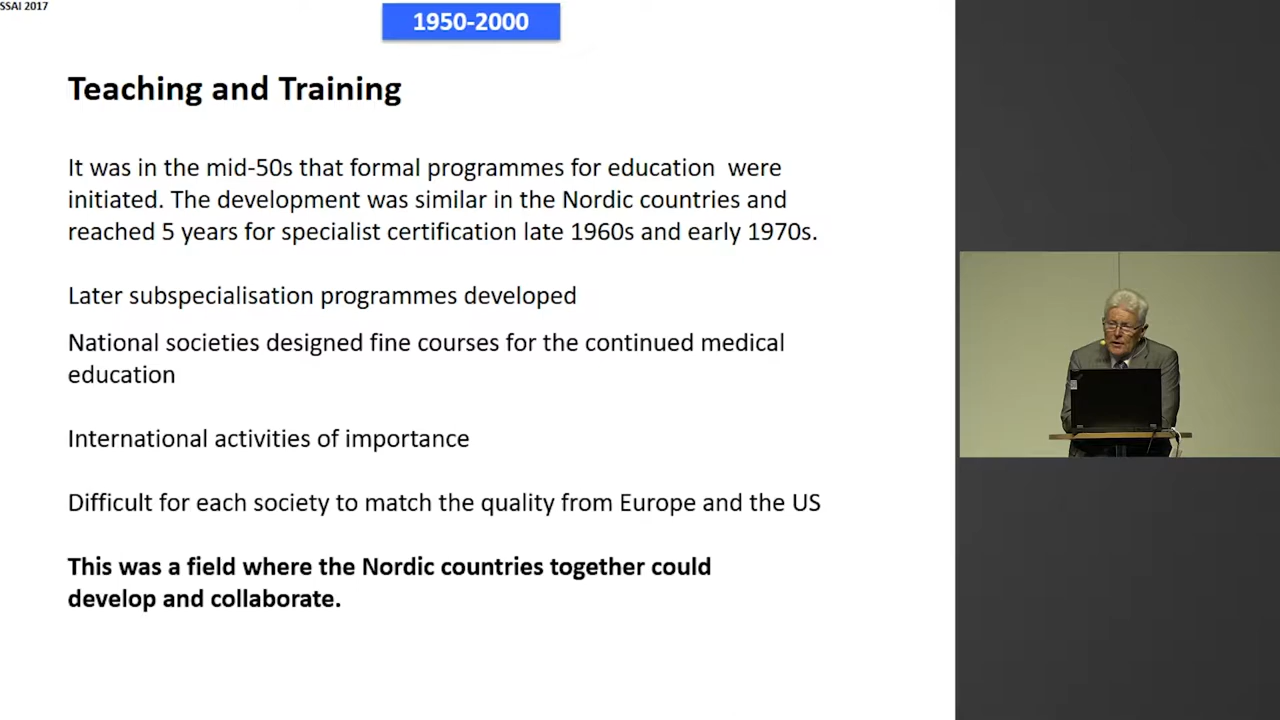 SSAI 2017
1950-2000
Teaching and Training
It was in the mid-50s that formal programmes for education were
initiated. The development was similar in the Nordic countries and
reached 5 years for specialist certification late 1960s and early 1970s.
Later subspecialisation programmes developed
National societies designed fine courses for the continued medical
education
International activities of importance
Difficult for each society to match the quality from Europe and the US
This was a field where the Nordic countries together could
develop and collaborate.